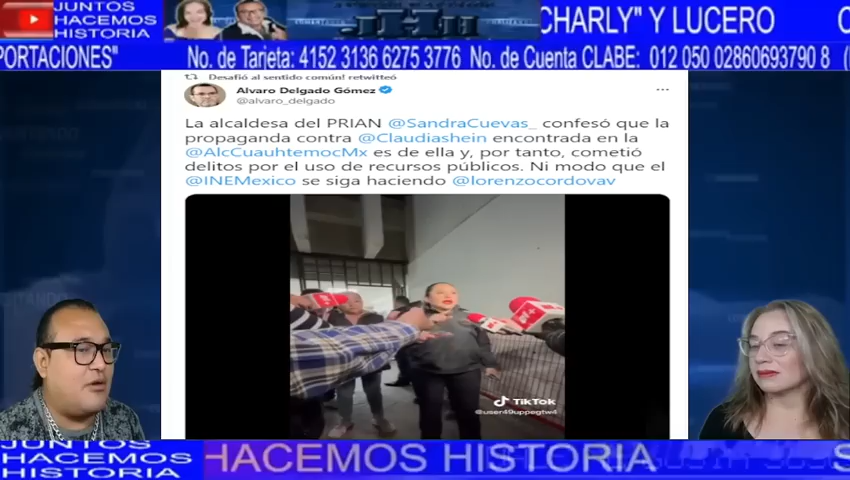 JUNTOS
HACEMOS
HISTORIA
CHARLY" Y LUCERO
PORTACIONES"
No. de Tarjeta: 4152 3136 6275 3776 No. de Cuenta CLABE: 012 050 02860693790 8
Desafió al sentido común! retwitteó
Alvaro Delgado Gómez
@alvaro_delgado
La alcaldesa del PRIAN @SandraCuevas_ confesó que la
propaganda contra @Claudiashein encontrada en la
@AlcCuauhtemocMx es de ella y, por tanto, cometió
delitos por el uso de recursos públicos. Ni modo que el
@INEMexico se siga haciendo @lorenzocordovav
TikTok
@user49uppegtw4
JUNTOS
HACEMOS
HISTORIA
HACEMOS HISTORIA